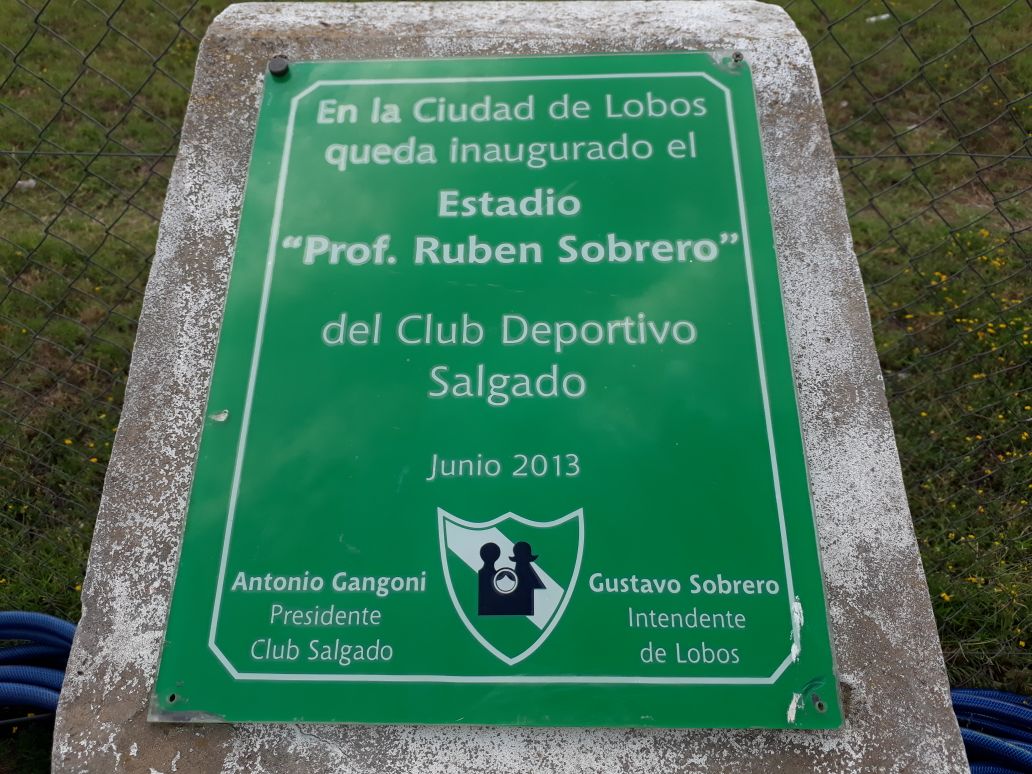 En la Ciudad de Lobos
queda inaugurado el
Estadio
“Prof. Ruben Sobrero”
del Club Deportivo
Salgado
Junio 2013
Antonio Gangoni
Presidente
Club Salgado
Gustavo Sobrero
Intendente
de Lobos